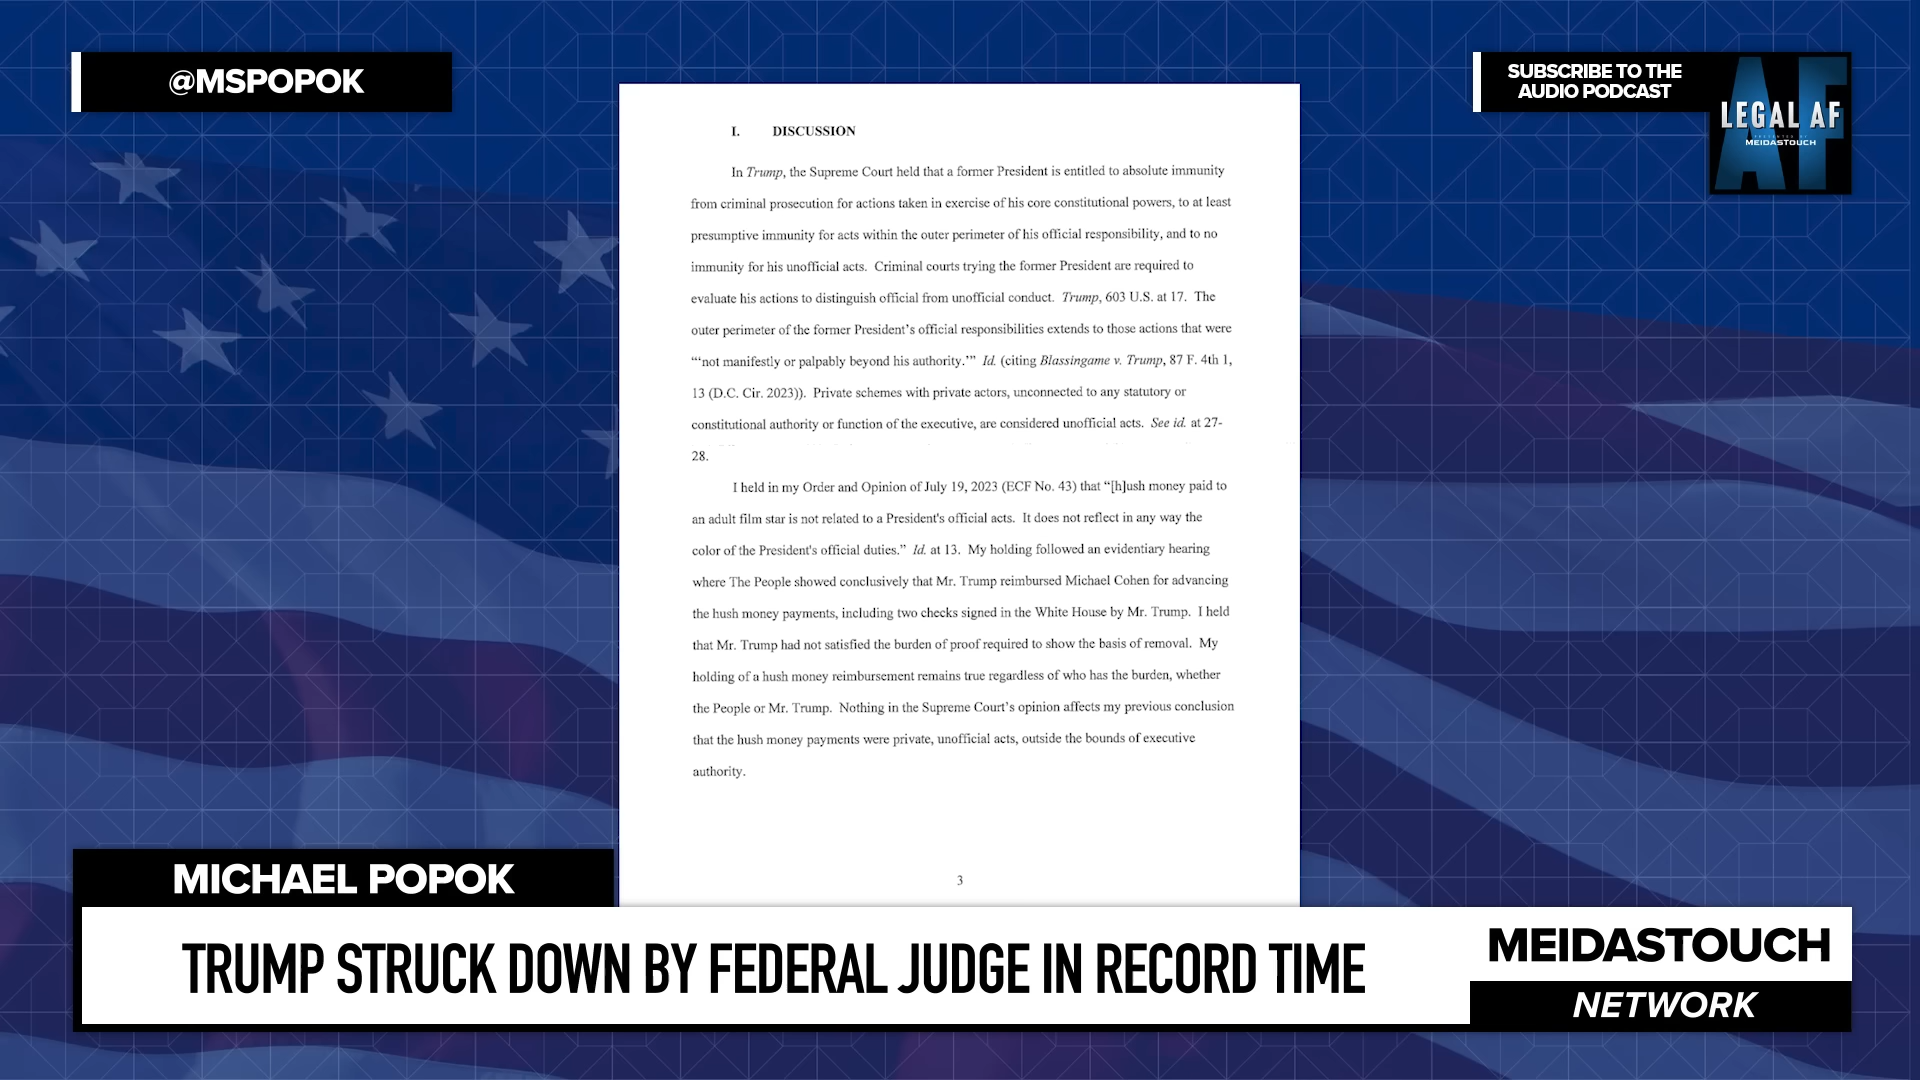 @MSPOPOK
SUBSCRIBE TO THE
AUDIO PODCAST
LEGAL AF
MEIDASTOUCH
I. DISCUSSION
In Trump, the Supreme Court held that a former President is entitled to absolute immunity
from criminal prosecution for actions taken in exercise of his core constitutional powers, to at least
presumptive immunity for acts within the outer perimeter of his official responsibility, and to no
immunity for his unofficial acts. Criminal courts trying the former President are required to
evaluate his actions to distinguish official from unofficial conduct. Trump, 603 U.S. at 17. The
outer perimeter of the former President's official responsibilities extends to those actions that were
"'not manifestly or palpably beyond his authority.'" Id. (citing Blassingame v. Trump, 87 F. 4th 1,
13 (D.C. Cir. 2023)). Private schemes with private actors, unconnected to any statutory or
constitutional authority or function of the executive, are considered unofficial acts. See id. at 27-
28.
I held in my Order and Opinion of July 19, 2023 (ECF No. 43) that "[h]ush money paid to
an adult film star is not related to a President's official acts. It does not reflect in any way the
color of the President's official duties." Id. at 13. My holding followed an evidentiary hearing
where The People showed conclusively that Mr. Trump reimbursed Michael Cohen for advancing
the hush money payments, including two checks signed in the White House by Mr. Trump. I held
that Mr. Trump had not satisfied the burden of proof required to show the basis of removal. My
holding of a hush money reimbursement remains true regardless of who has the burden, whether
the People or Mr. Trump. Nothing in the Supreme Court's opinion affects my previous conclusion
that the hush money payments were private, unofficial acts, outside the bounds of executive
authority.
3
MICHAEL POPOK
TRUMP STRUCK DOWN BY FEDERAL JUDGE IN RECORD TIME
MEIDASTOUCH
NETWORK